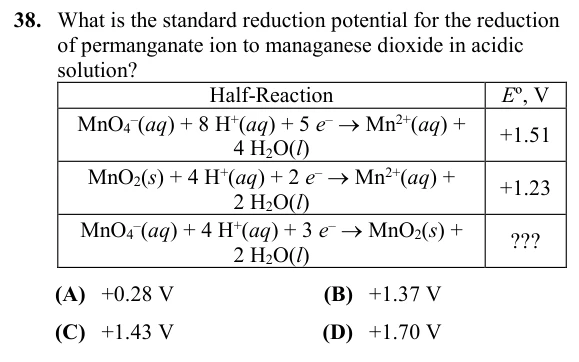 38. What is the standard reduction potential for the reduction
of permanganate ion to managanese dioxide in acidic
solution?
Half-Reaction E°, V
MnO₄⁻(aq) + 8 H⁺(aq) + 5 e⁻ → Mn²⁺(aq) +
4 H₂O(l)
+1.51
MnO₂(s) + 4 H⁺(aq) + 2 e⁻ → Mn²⁺(aq) +
2 H₂O(l)
+1.23
MnO₄⁻(aq) + 4 H⁺(aq) + 3 e⁻ → MnO₂(s) +
2 H₂O(l)
???
(A) +0.28 V (B) +1.37 V
(C) +1.43 V (D) +1.70 V